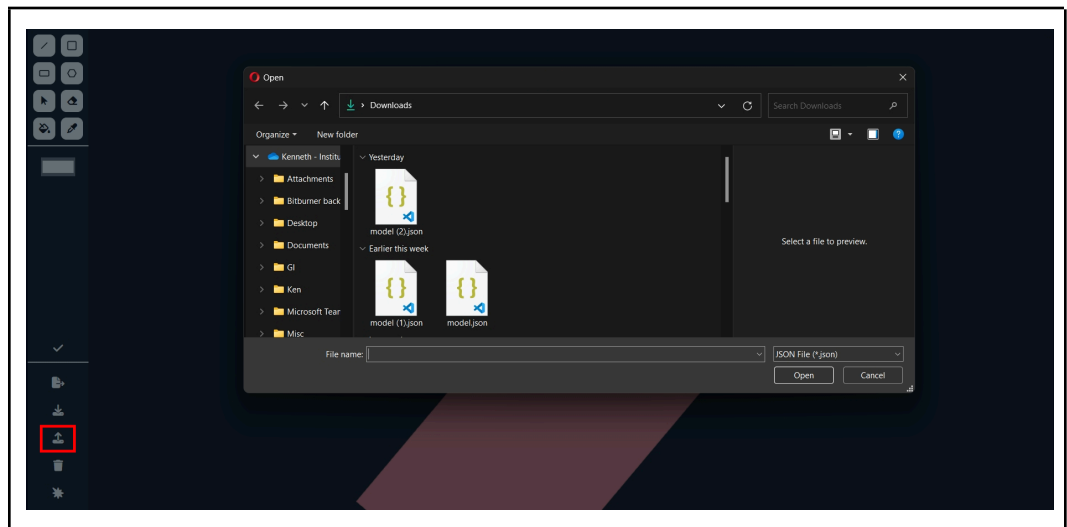 Open
Downloads
Search Downloads
Organize
New folder
Kenneth - Institu
Attachments
Bitburner back
Desktop
Documents
GI
Ken
Microsoft Tear
Misc
Yesterday
model (2).json
Earlier this week
model (1).json
model.json
Select a file to preview.
File name:
JSON File (*.json)
Open
Cancel